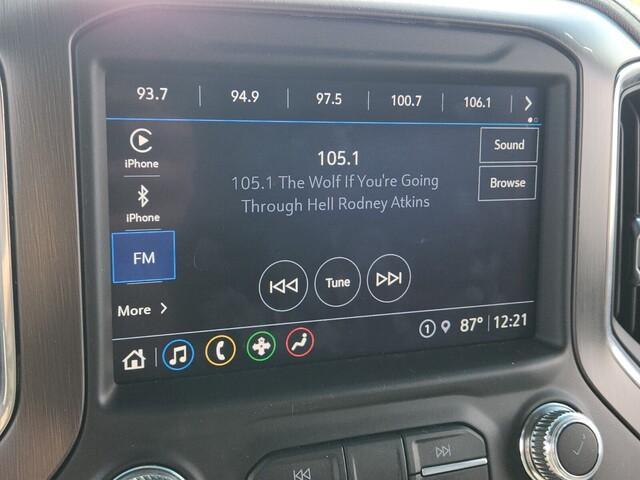 93.7 94.9 97.5 100.7 106.1
iPhone
105.1
Sound
105.1 The Wolf If You're Going
Through Hell Rodney Atkins
Browse
iPhone
FM
Tune
More
1 87° 12:21